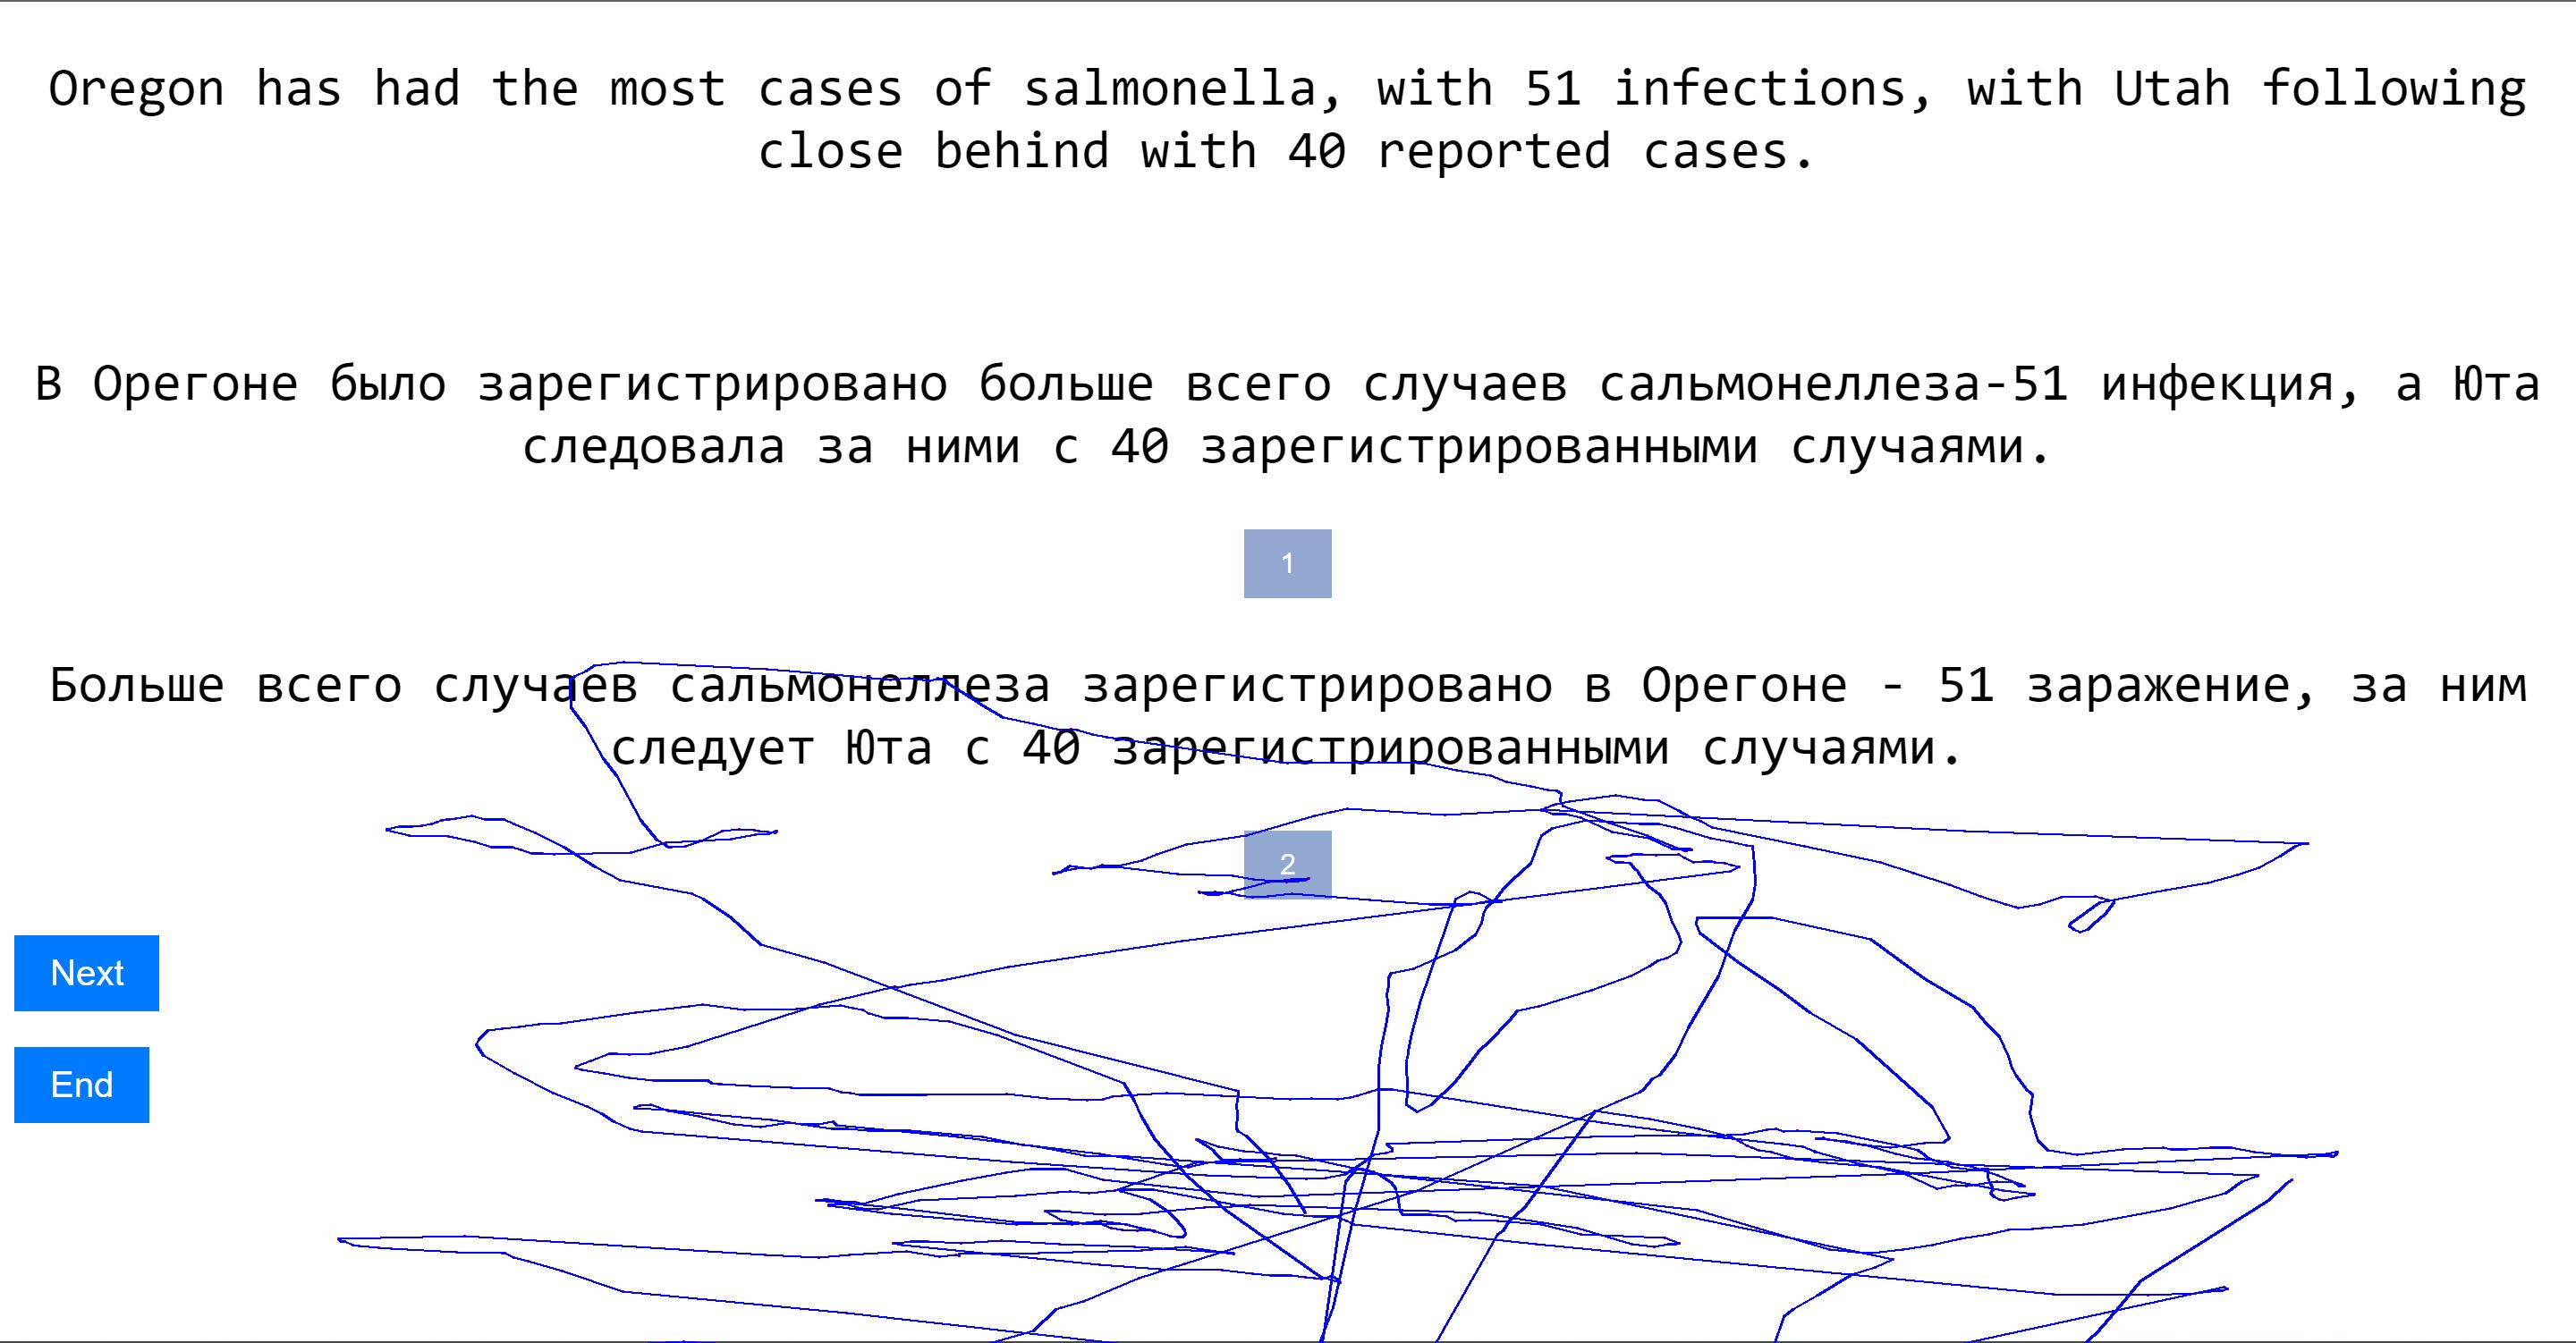 Oregon has had the most cases of salmonella, with 51 infections, with Utah following
close behind with 40 reported cases.
В Орегоне было зарегистрировано больше всего случаев сальмонеллеза-51 инфекция, а Юта
следовала за ними с 40 зарегистрированными случаями.
1
Больше всего случаев сальмонеллеза зарегистрировано в Орегоне - 51 заражение, за ним
следует Юта с 40 зарегистрированными случаями.
2
Next
End